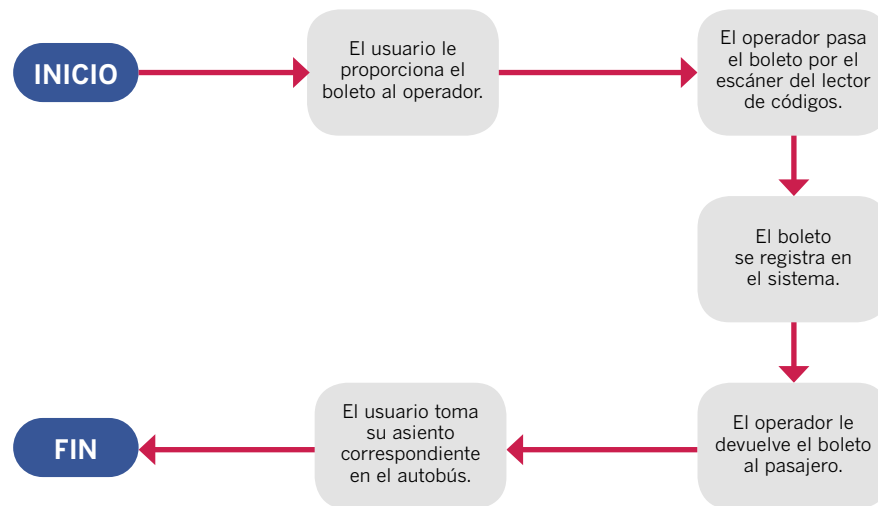 INICIO
El usuario le
proporciona el
boleto al operador.
El operador pasa
el boleto por el
escáner del lector
de códigos.
El boleto
se registra en
el sistema.
El operador le
devuelve el boleto
al pasajero.
El usuario toma
su asiento
correspondiente
en el autobús.
FIN